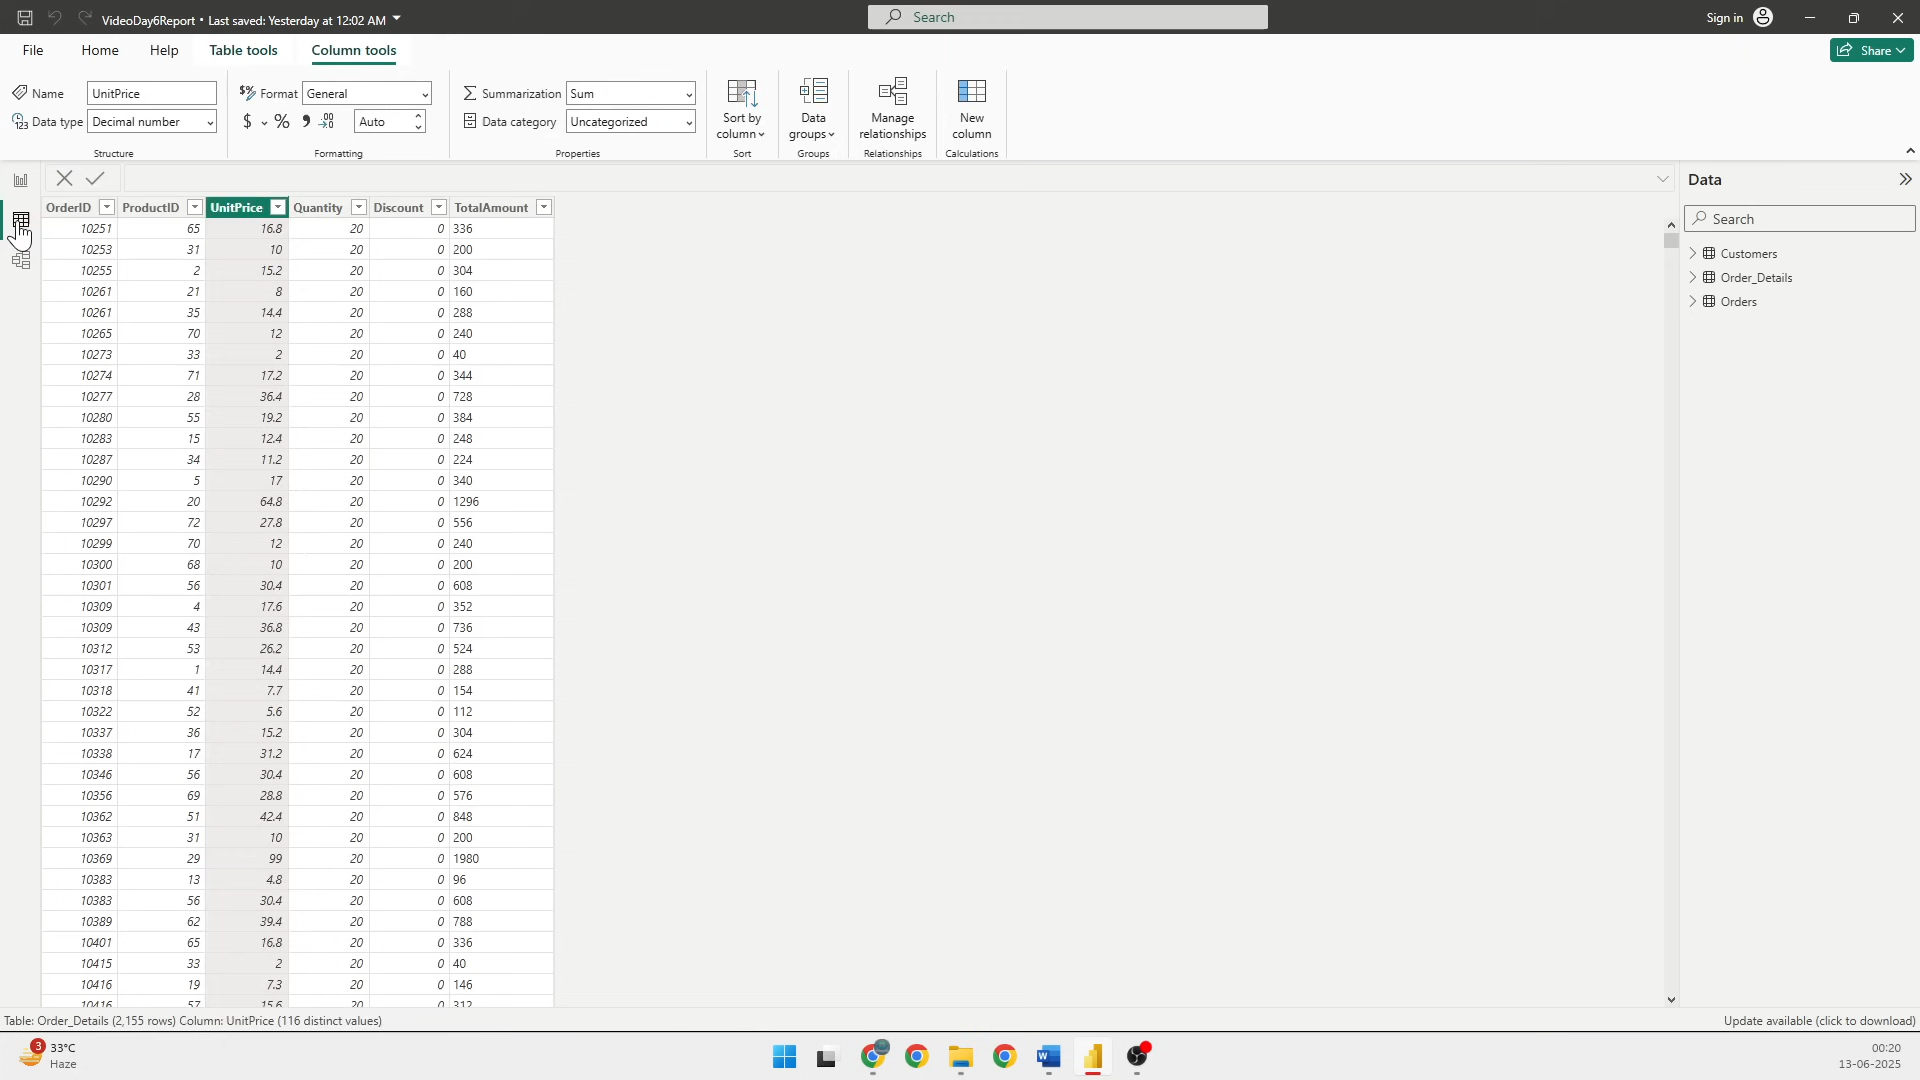 VideoDay6Report • Last saved: Yesterday at 12:02 AM
Search
Sign in
File Home Help Table tools Column tools
Share
Name UnitPrice
Format General
Summarization Sum
Data type Decimal number
$ % 9 .00 Auto
Data category Uncategorized
Sort by column
Data groups
Manage relationships
New column
Structure Formatting Properties Sort Groups Relationships Calculations
Data
Search
Customers
Order_Details
Orders
OrderID ProductID UnitPrice Quantity Discount TotalAmount
10251 65 16.8 20 0 336
10253 31 10 20 0 200
10255 2 15.2 20 0 304
10261 21 8 20 0 160
10261 35 14.4 20 0 288
10265 70 12 20 0 240
10273 33 2 20 0 40
10274 71 17.2 20 0 344
10277 28 36.4 20 0 728
10280 55 19.2 20 0 384
10283 15 12.4 20 0 248
10287 34 11.2 20 0 224
10290 5 17 20 0 340
10292 20 64.8 20 0 1296
10297 72 27.8 20 0 556
10299 70 12 20 0 240
10300 68 10 20 0 200
10301 56 30.4 20 0 608
10309 4 17.6 20 0 352
10309 43 36.8 20 0 736
10312 53 26.2 20 0 524
10317 1 14.4 20 0 288
10318 41 7.7 20 0 154
10322 52 5.6 20 0 112
10337 36 15.2 20 0 304
10338 17 31.2 20 0 624
10346 56 30.4 20 0 608
10356 69 28.8 20 0 576
10362 51 42.4 20 0 848
10363 31 10 20 0 200
10369 29 99 20 0 1980
10383 13 4.8 20 0 96
10383 56 30.4 20 0 608
10389 62 39.4 20 0 788
10401 65 16.8 20 0 336
10415 33 2 20 0 40
10416 19 7.3 20 0 146
10416 57 15.6 20 0 312
Table: Order_Details (2,155 rows) Column: UnitPrice (116 distinct values)
Update available (click to download)
3
33°C
Haze
00:20
13-06-2025